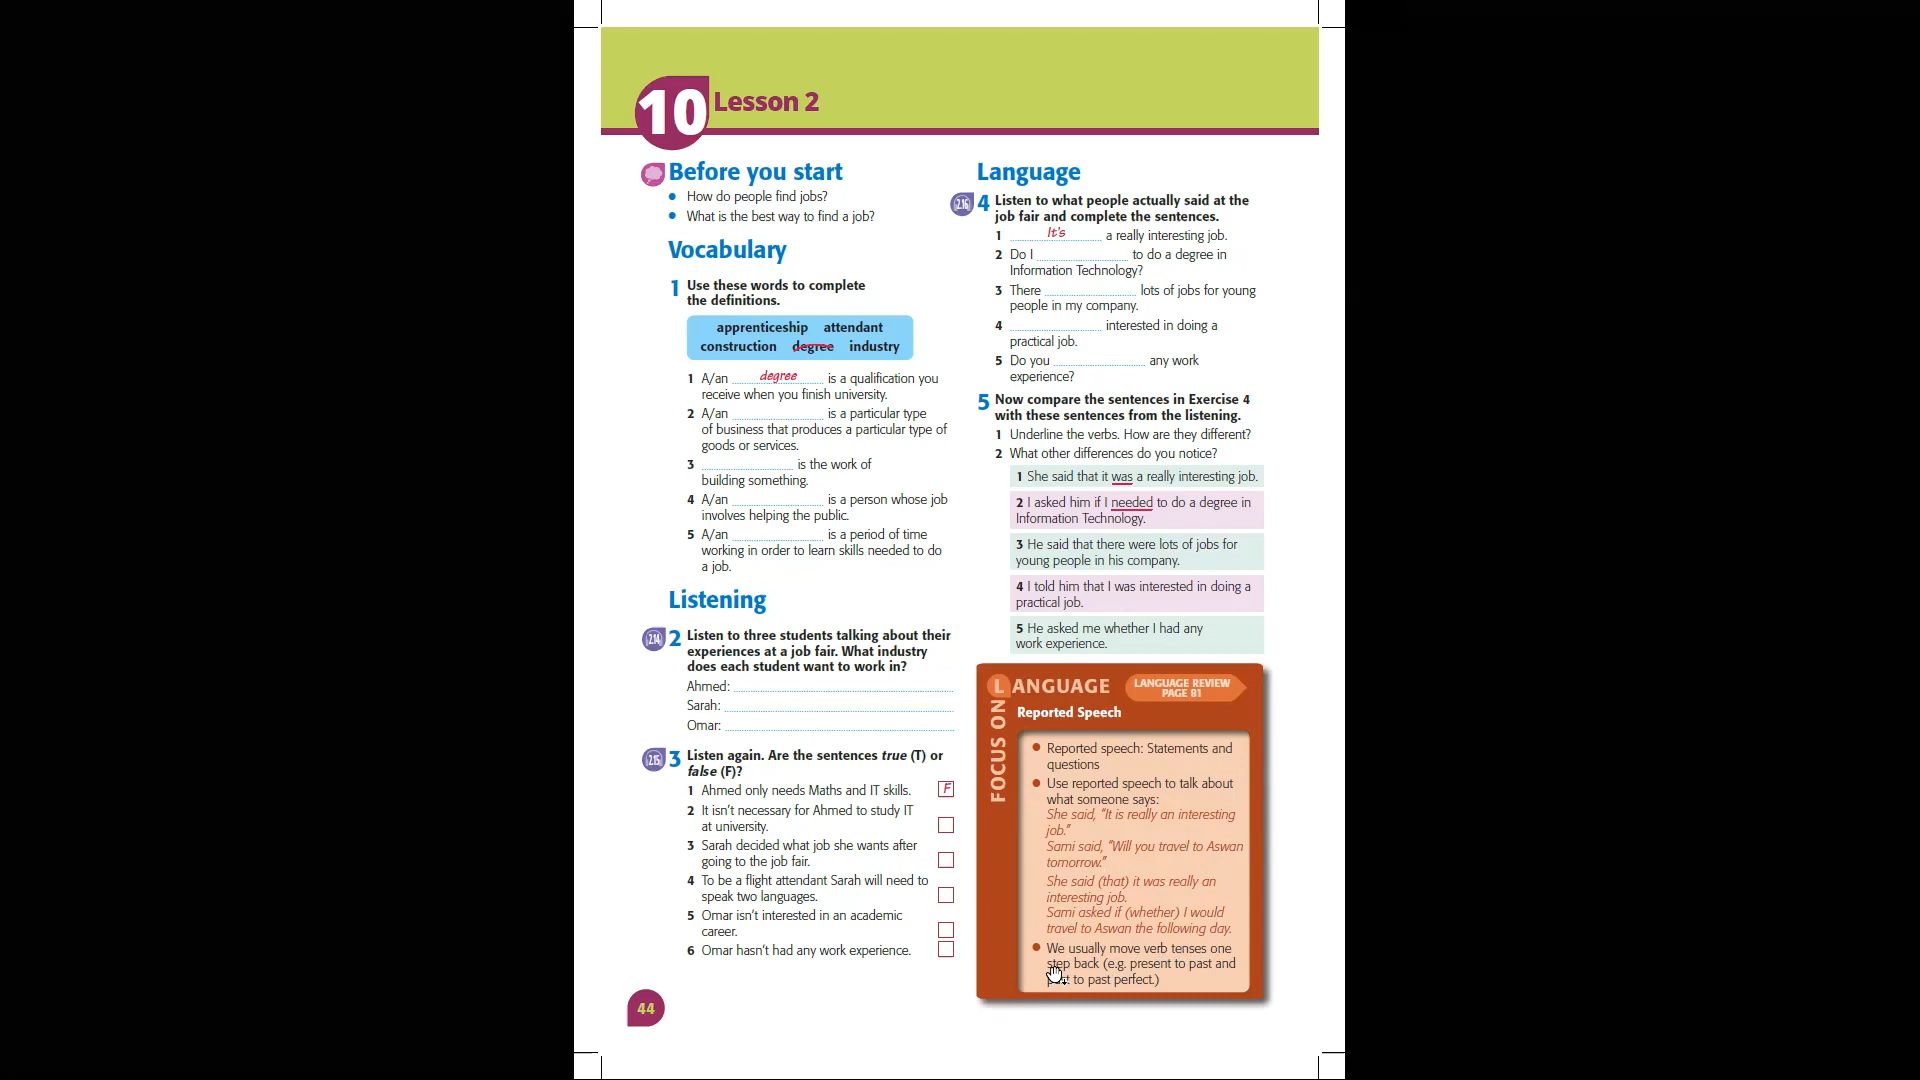 10 Lesson 2
Before you start
• How do people find jobs?
• What is the best way to find a job?
Vocabulary
1 Use these words to complete
the definitions.
apprenticeship attendant
construction degree industry
1 A/an degree is a qualification you
receive when you finish university.
2 A/an is a particular type
of business that produces a particular type of
goods or services.
3 is the work of
building something.
4 A/an is a person whose job
involves helping the public.
5 A/an is a period of time
working in order to learn skills needed to do
a job.
Listening
2.14 2 Listen to three students talking about their
experiences at a job fair. What industry
does each student want to work in?
Ahmed:
Sarah:
Omar:
2.15 3 Listen again. Are the sentences true (T) or
false (F)?
1 Ahmed only needs Maths and IT skills. F
2 It isn't necessary for Ahmed to study IT
at university.
3 Sarah decided what job she wants after
going to the job fair.
4 To be a flight attendant Sarah will need to
speak two languages.
5 Omar isn't interested in an academic
career.
6 Omar hasn't had any work experience.
44
Language
2.16 4 Listen to what people actually said at the
job fair and complete the sentences.
1 It's a really interesting job.
2 Do I to do a degree in
Information Technology?
3 There lots of jobs for young
people in my company.
4 interested in doing a
practical job.
5 Do you any work
experience?
5 Now compare the sentences in Exercise 4
with these sentences from the listening.
1 Underline the verbs. How are they different?
2 What other differences do you notice?
1 She said that it was a really interesting job.
2 I asked him if I needed to do a degree in
Information Technology.
3 He said that there were lots of jobs for
young people in his company.
4 I told him that I was interested in doing a
practical job.
5 He asked me whether I had any
work experience.
FOCUS ON LANGUAGE
LANGUAGE REVIEW
PAGE 81
Reported Speech
• Reported speech: Statements and
questions
• Use reported speech to talk about
what someone says:
She said, "It is really an interesting
job."
Sami said, "Will you travel to Aswan
tomorrow."
She said (that) it was really an
interesting job.
Sami asked if (whether) I would
travel to Aswan the following day.
• We usually move verb tenses one
step back (e.g. present to past and
past to past perfect.)